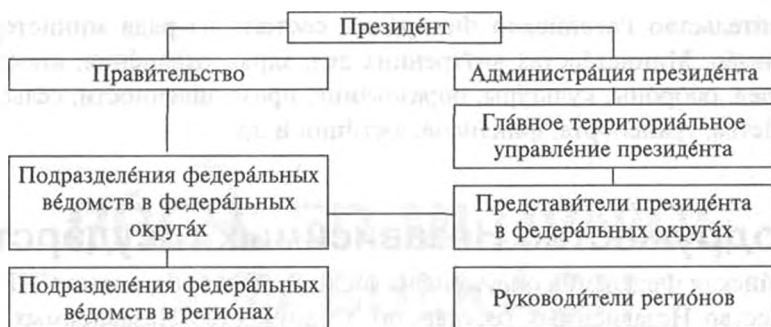 Президе́нт
Прави́тельство
Администра́ция президе́нта
Гла́вное территориа́льное
управле́ние президе́нта
Подразделе́ния федера́льных
ве́домств в федера́льных
округа́х
Представи́тели президе́нта
в федера́льных округа́х
Подразделе́ния федера́льных
ве́домств в регио́нах
Руководи́тели регио́нов